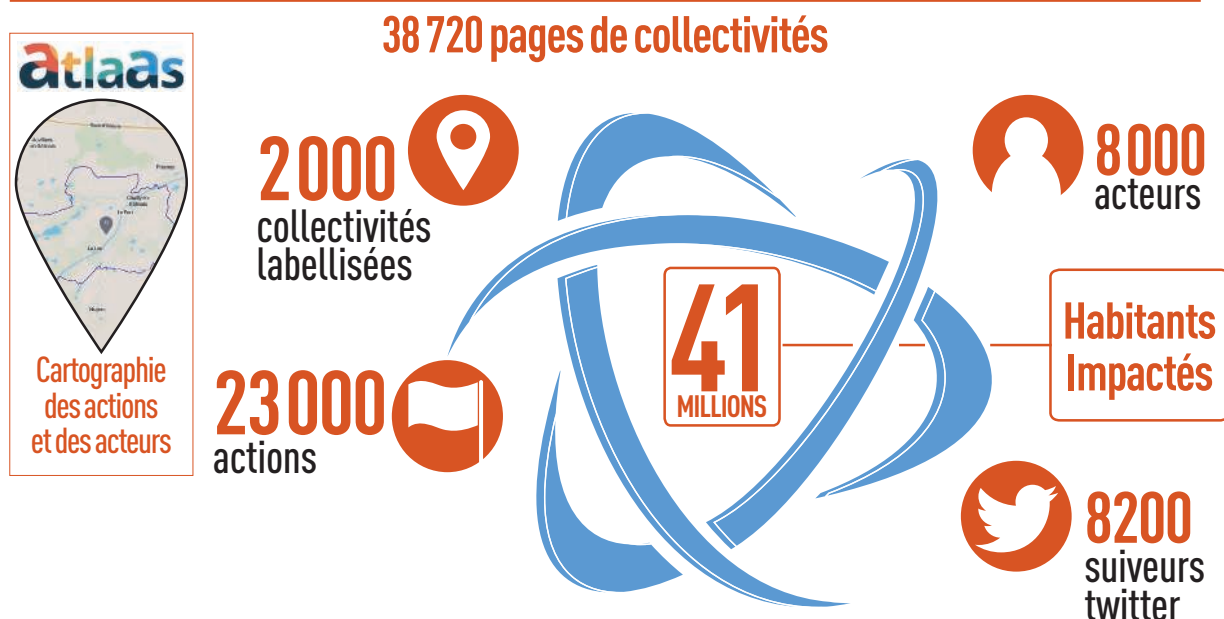 38 720 pages de collectivités
atlaas
Cartographie
des actions
et des acteurs
2 000
collectivités
labellisées
8 000
acteurs
41
MILLIONS
Habitants
Impactés
23 000
actions
8200
suiveurs
twitter